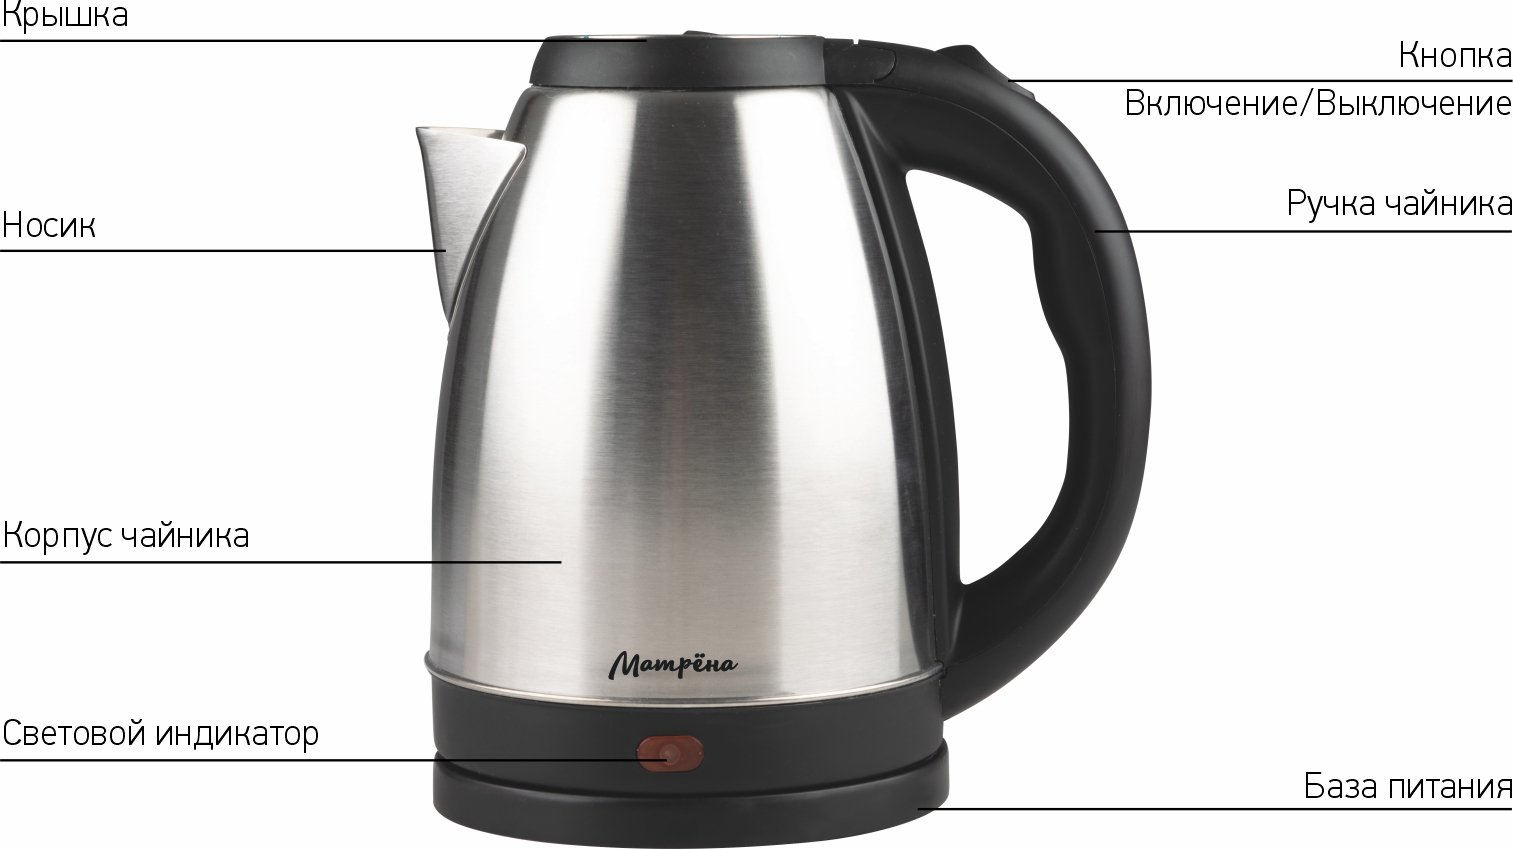 Крышка
Кнопка
Включение/Выключение
Ручка чайника
Носик
Корпус чайника
Матрёна
Световой индикатор
База питания